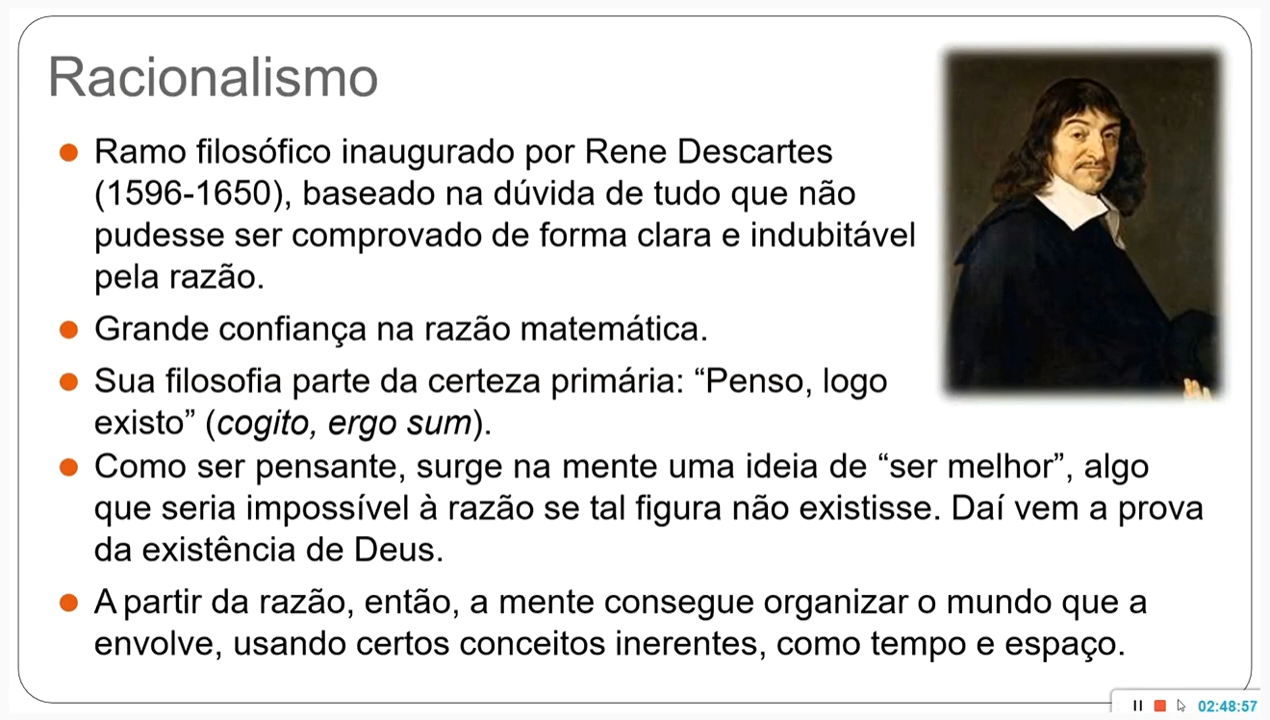 Racionalismo
Ramo filosófico inaugurado por Rene Descartes
(1596-1650), baseado na dúvida de tudo que não
pudesse ser comprovado de forma clara e indubitável
pela razão.
Grande confiança na razão matemática.
Sua filosofia parte da certeza primária: “Penso, logo
existo” (cogito, ergo sum).
Como ser pensante, surge na mente uma ideia de “ser melhor”, algo
que seria impossível à razão se tal figura não existisse. Daí vem a prova
da existência de Deus.
A partir da razão, então, a mente consegue organizar o mundo que a
envolve, usando certos conceitos inerentes, como tempo e espaço.
02:48:57